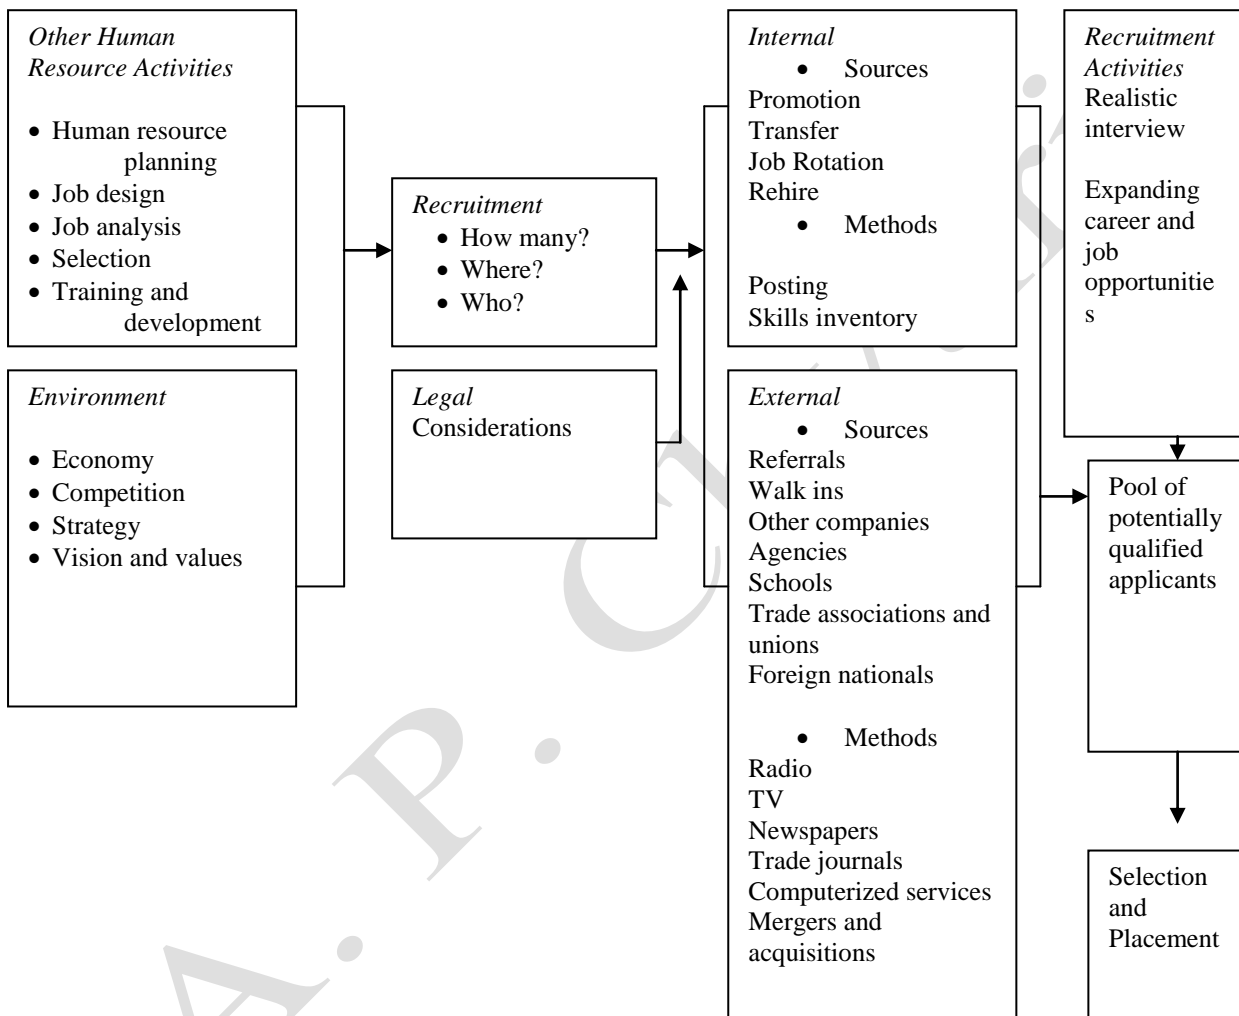 Other Human
Resource Activities
• Human resource
planning
• Job design
• Job analysis
• Selection
• Training and
development
Environment
• Economy
• Competition
• Strategy
• Vision and values
Recruitment
• How many?
• Where?
• Who?
Legal
Considerations
Internal
• Sources
Promotion
Transfer
Job Rotation
Rehire
• Methods
Posting
Skills inventory
External
• Sources
Referrals
Walk ins
Other companies
Agencies
Schools
Trade associations and
unions
Foreign nationals
• Methods
Radio
TV
Newspapers
Trade journals
Computerized services
Mergers and
acquisitions
Recruitment
Activities
Realistic
interview
Expanding
career and
job
opportunitie
s
Pool of
potentially
qualified
applicants
Selection
and
Placement
A. P.